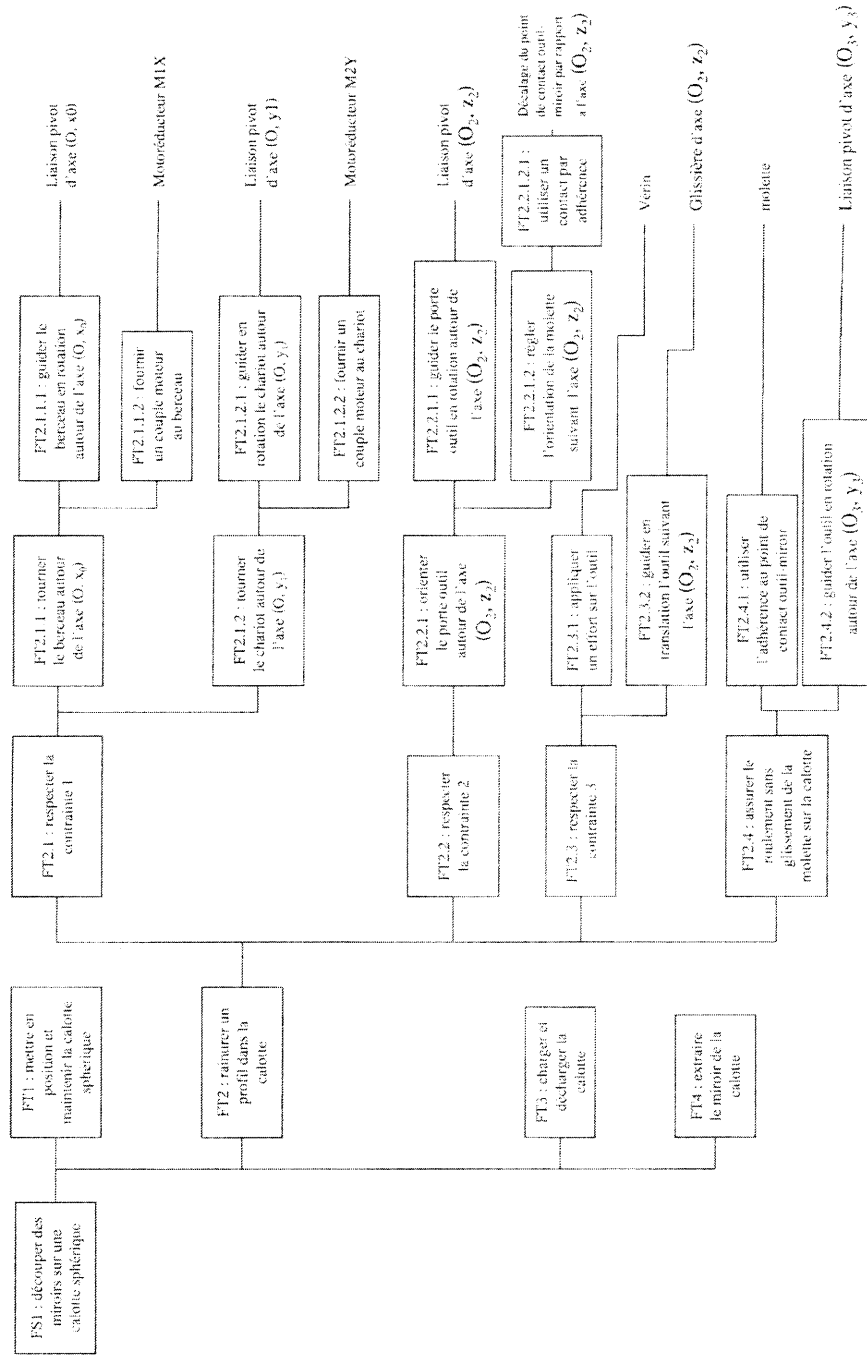 FS1 : découper des
miroirs sur une
calotte sphérique
FT1 : mettre en
position et
maintenir la calotte
spherique
FT2 : rainurer un
profil dans la
calotte
FT3 : charger et
décharger la
calotte
FT4 : extraire
le miroir de la
calotte
FT2.1 : respecter la
contrainte 1
FT2.2 : respecter
la contrainte 2
FT2.3 : respecter la
contrainte 3
FT2.4 : assurer le
roulement sans
glissement de la
molette sur la calotte
FT2.1.1 : tourner
le berceau autour
de l'axe (O, x₀)
FT2.1.2 : tourner
le chariot autour de
l'axe (O, y₁)
FT2.2.1 : orienter
le porte outil
autour de l'axe
(O₂, z₂)
FT2.3.1 : appliquer
un effort sur l'outil
FT2.3.2 : guider en
translation l'outil suivant
l'axe (O₂, z₂)
FT2.4.1 : utiliser
l'adhérence au point de
contact outil-miroir
FT2.4.2 : guider l'outil en rotation
autour de l'axe (O₃, y₃)
FT2.1.1.1 : guider le
berceau en rotation
autour de l'axe (O, x₀)
FT2.1.1.2 : fournir
un couple moteur
au berceau
FT2.1.2.1 : guider en
rotation le chariot autour
de l'axe (O, y₁)
FT2.1.2.2 : fournir un
couple moteur au chariot
FT2.2.1.1 : guider le porte
outil en rotation autour de
l'axe (O₂, z₂)
FT2.2.1.2 : régler
l'orientation de la molette
suivant l'axe (O₂, z₂)
FT2.2.1.2.1 :
utiliser un
contact par
adhérence
Liaison pivot
d'axe (O, x0)
Motoréducteur M1X
Liaison pivot
d'axe (O, y1)
Motoréducteur M2Y
Liaison pivot
d'axe (O₂, z₂)
Décalage du point
de contact outil-
miroir par rapport
a l'axe (O₂, z₂)
Vérin
Glissière d'axe (O₂, z₂)
molette
Liaison pivot d'axe (O₃, y₃)